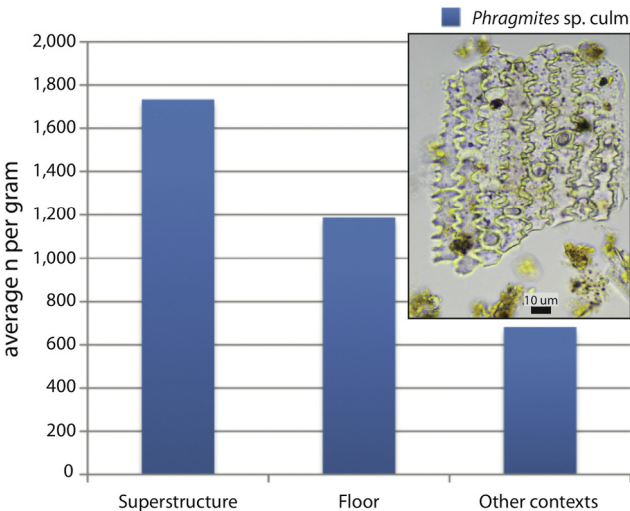 Phragmites sp. culm
2,000
1,800
1,600
1,400
1,200
1,000
800
600
400
200
0
average n per gram
10 um
Superstructure Floor Other contexts